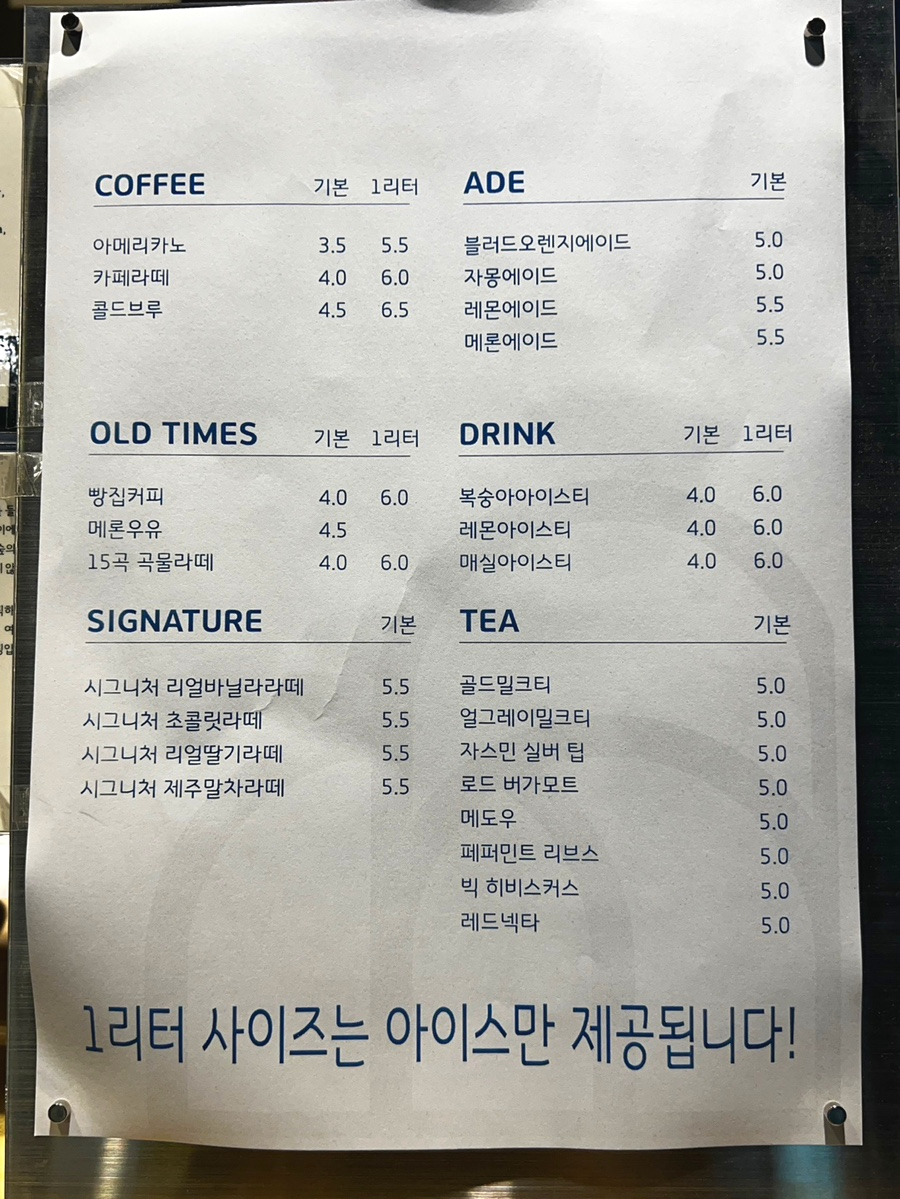 COFFEE 기본 1리터
아메리카노 3.5 5.5
카페라떼 4.0 6.0
콜드브루 4.5 6.5
ADE 기본
블러드오렌지에이드 5.0
자몽에이드 5.0
레몬에이드 5.5
메론에이드 5.5
OLD TIMES 기본 1리터
빵집커피 4.0 6.0
메론우유 4.5
15곡 곡물라떼 4.0 6.0
DRINK 기본 1리터
복숭아아이스티 4.0 6.0
레몬아이스티 4.0 6.0
매실아이스티 4.0 6.0
SIGNATURE 기본
시그니처 리얼바닐라라떼 5.5
시그니처 초콜릿라떼 5.5
시그니처 리얼딸기라떼 5.5
시그니처 제주말차라떼 5.5
TEA 기본
골드밀크티 5.0
얼그레이밀크티 5.0
자스민 실버 팁 5.0
로드 버가모트 5.0
메도우 5.0
페퍼민트 리브스 5.0
빅 히비스커스 5.0
레드넥타 5.0
1리터 사이즈는 아이스만 제공됩니다!